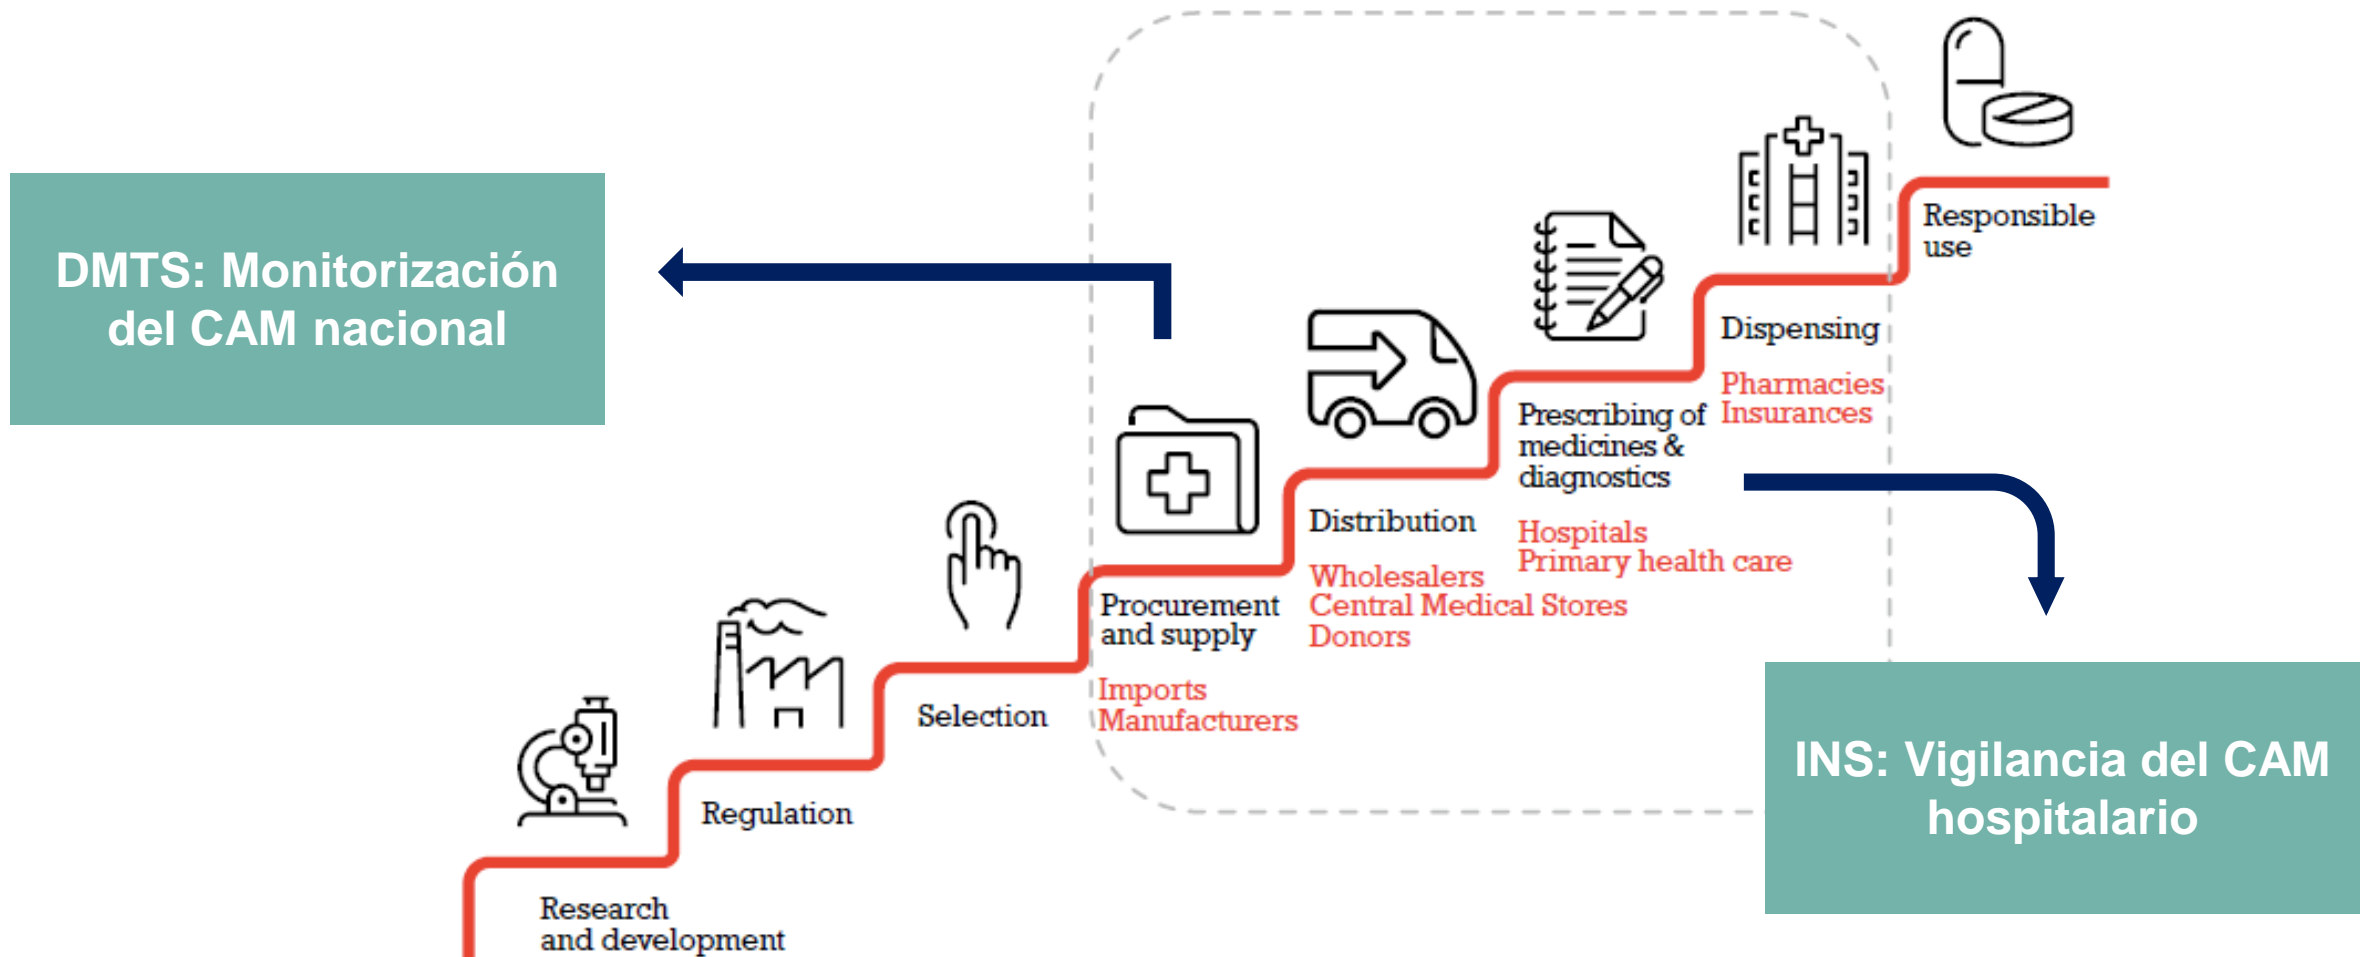 DMTS: Monitorización
del CAM nacional
Research
and development
Regulation
Selection
Procurement
and supply
Imports
Manufacturers
Distribution
Wholesalers
Central Medical Stores
Donors
Prescribing of
medicines &
diagnostics
Hospitals
Primary health care
Dispensing
Pharmacies
Insurances
Responsible
use
INS: Vigilancia del CAM
hospitalario